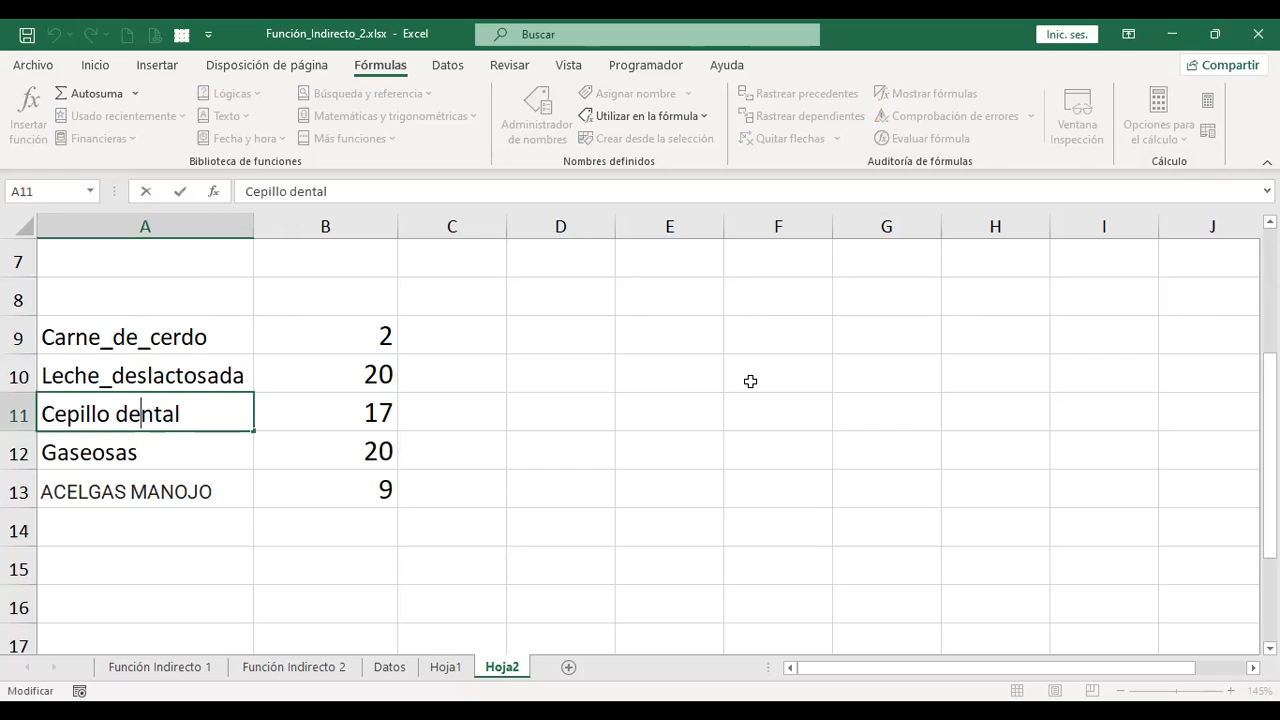 Función_Indirecto_2.xlsx - Excel
Buscar
Inic. ses.
Archivo
Inicio
Insertar
Disposición de página
Fórmulas
Datos
Revisar
Vista
Programador
Ayuda
Compartir
Insertar función
Autosuma
Usado recientemente
Financieras
Lógicas
Texto
Fecha y hora
Búsqueda y referencia
Matemáticas y trigonométricas
Más funciones
Biblioteca de funciones
Administrador de nombres
Asignar nombre
Utilizar en la fórmula
Crear desde la selección
Nombres definidos
Rastrear precedentes
Rastrear dependientes
Quitar flechas
Mostrar fórmulas
Comprobación de errores
Evaluar fórmula
Auditoría de fórmulas
Ventana Inspección
Opciones para el cálculo
Cálculo
A11
fx
Cepillo dental
A B C D E F G H I J
7
8
9 Carne_de_cerdo 2
10 Leche_deslactosada 20
11 Cepillo dental 17
12 Gaseosas 20
13 ACELGAS MANOJO 9
14
15
16
17
Función Indirecto 1
Función Indirecto 2
Datos
Hoja1
Hoja2
Modificar
145%